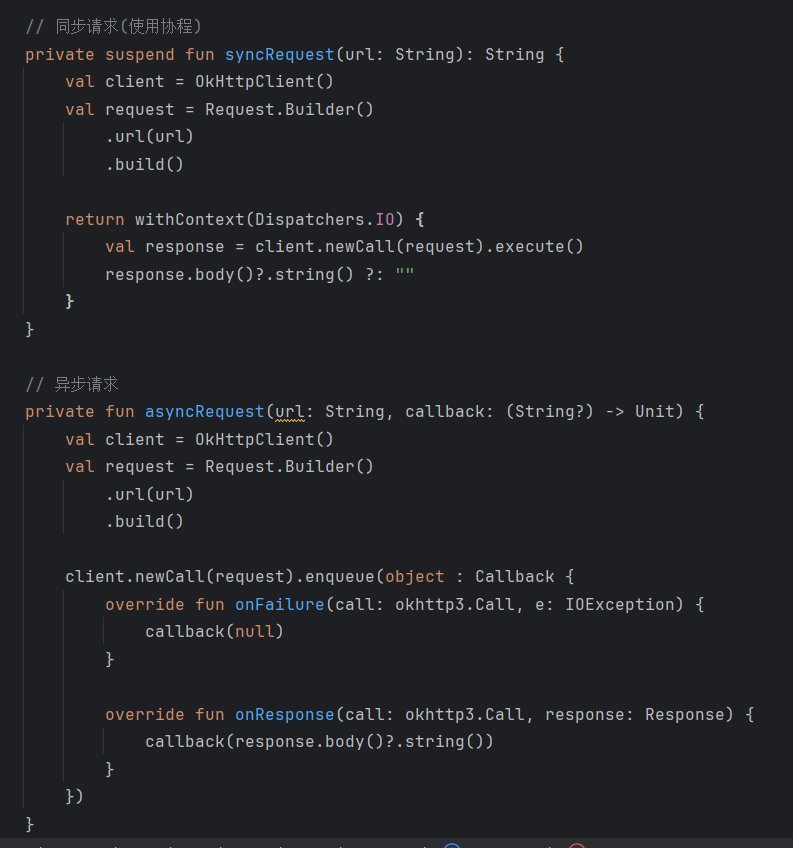 // 同步请求(使用协程)
private suspend fun syncRequest(url: String): String {
    val client = OkHttpClient()
    val request = Request.Builder()
        .url(url)
        .build()

    return withContext(Dispatchers.IO) {
        val response = client.newCall(request).execute()
        response.body()?.string() ?: ""
    }
}

// 异步请求
private fun asyncRequest(url: String, callback: (String?) -> Unit) {
    val client = OkHttpClient()
    val request = Request.Builder()
        .url(url)
        .build()

    client.newCall(request).enqueue(object : Callback {
        override fun onFailure(call: okhttp3.Call, e: IOException) {
            callback(null)
        }

        override fun onResponse(call: okhttp3.Call, response: Response) {
            callback(response.body()?.string())
        }
    })
}